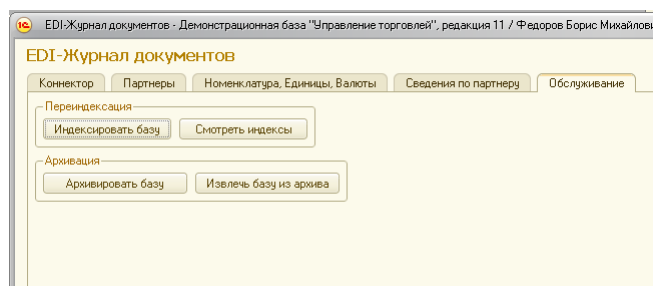 EDI-Журнал документов - Демонстрационная база "Управление торговлей", редакция 11 / Федоров Борис Михайлови
EDI-Журнал документов
Коннектор Партнеры Номенклатура, Единицы, Валюты Сведения по партнеру Обслуживание
Переиндексация
Индексировать базу Смотреть индексы
Архивация
Архивировать базу Извлечь базу из архива